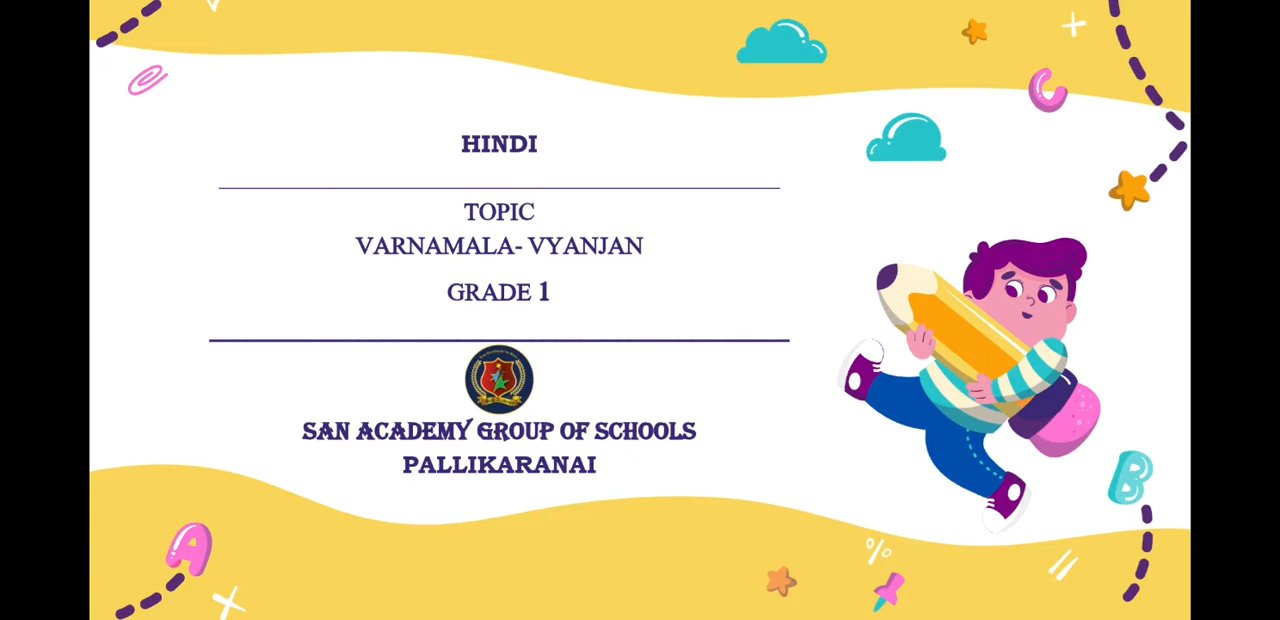 HINDI
TOPIC
VARNAMALA- VYANJAN
GRADE 1
SAN ACADEMY GROUP OF SCHOOLS
PALLIKARANAI
C
B
A
%